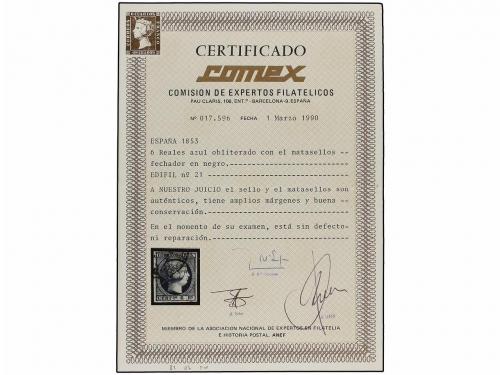 CERTIFICADO
comex
COMISION DE EXPERTOS FILATELICOS
PAU CLARIS, 108, ENT.º - BARCELONA-9. ESPAÑA
Nº 017.596 FECHA 1 Marzo 1990
ESPAÑA 1853
6 Reales azul obliterado con el matasellos --
fechador en negro.
EDIFIL nº 21
A NUESTRO JUICIO el sello y el matasellos son
auténticos, tiene amplios márgenes y buena --
conservación.
En el momento de su examen, está sin defecto-
ni reparación.
MIEMBRO DE LA ASOCIACION NACIONAL DE EXPERTOS EN FILATELIA
E HISTORIA POSTAL. ANEF